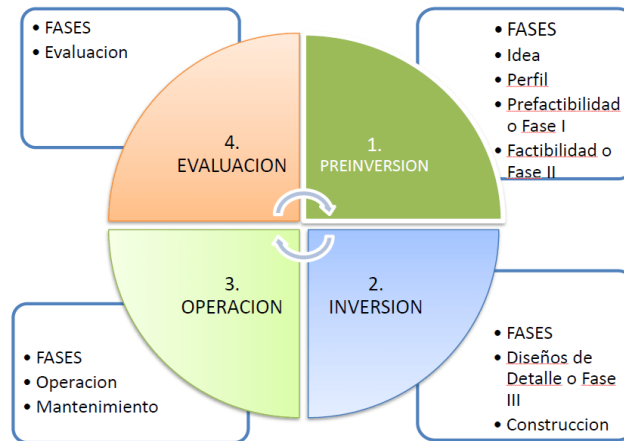 • FASES
• Evaluacion
• FASES
• Idea
• Perfil
• Prefactibilidad
o Fase I
• Factibilidad o
Fase II
4.
EVALUACION
1.
PREINVERSION
3.
OPERACION
2.
INVERSION
• FASES
• Operacion
• Mantenimiento
• FASES
• Diseños de
Detalle o Fase
III
• Construccion